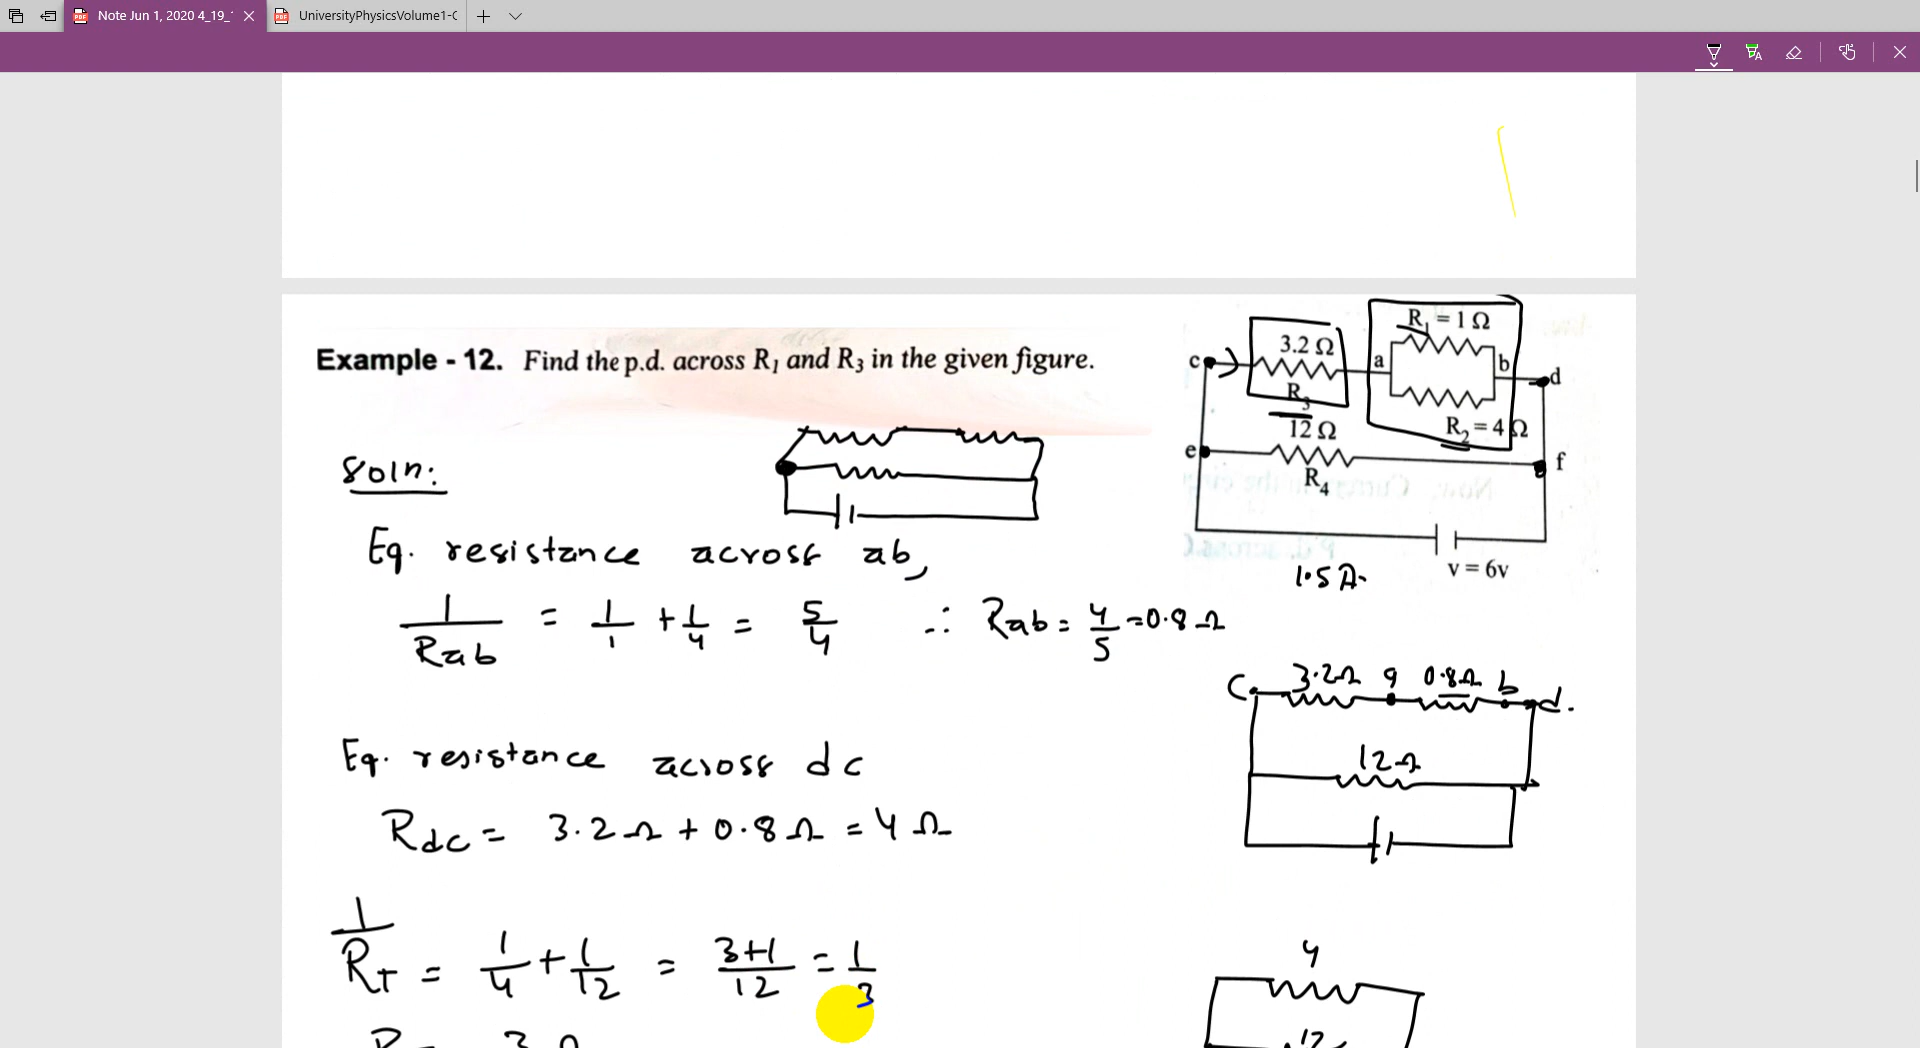 Note Jun 1, 2020 4_19_
UniversityPhysicsVolume1-
Example - 12. Find the p.d. across R₁ and R₃ in the given figure.
R₁ = 1 Ω
3.2 Ω
c
a
b
d
R₃
12 Ω
R₂ = 4 Ω
e
f
R₄
v = 6v
1.5 A.
Soln:
Eq. resistance across ab,
1/Rab = 1/1 + 1/4 = 5/4 ∴ Rab = 4/5 = 0.8 Ω
C 3.2Ω a 0.8Ω b d.
12Ω
Eq. resistance across dc
Rdc = 3.2 Ω + 0.8 Ω = 4 Ω
1/RT = 1/4 + 1/12 = 3+1/12 = 1/3
4
12